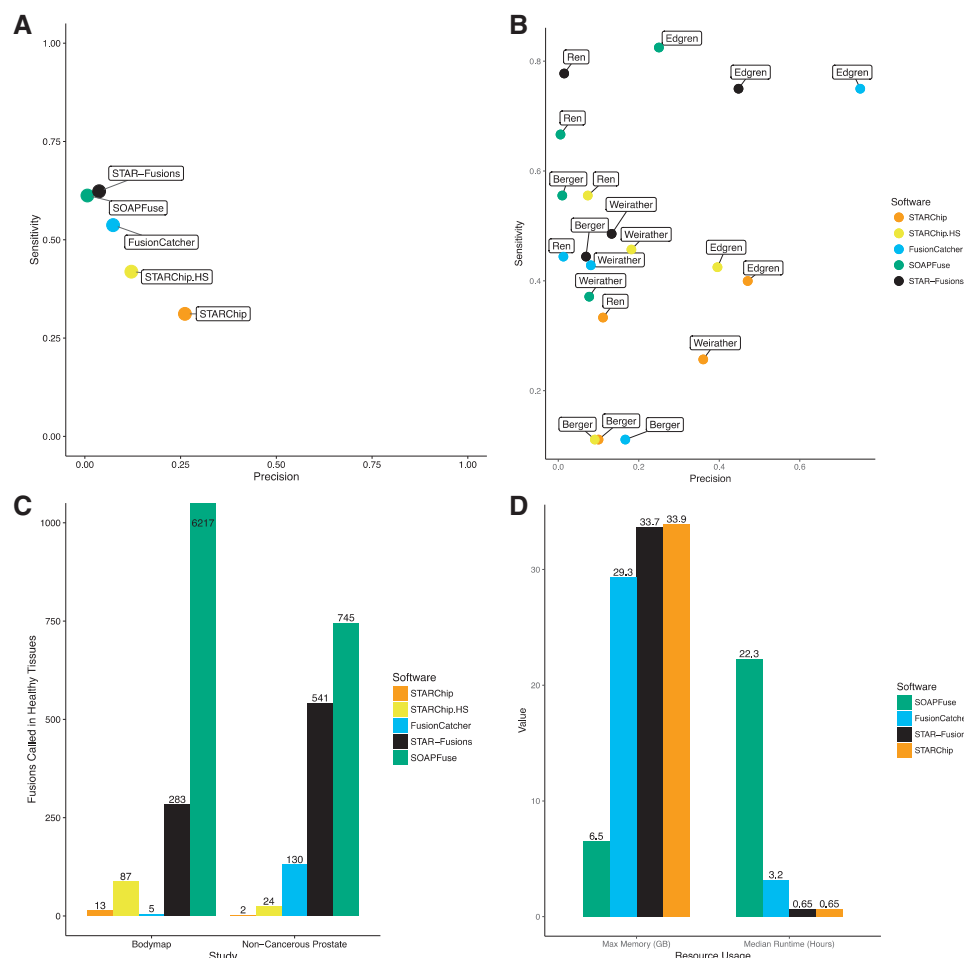 A
1.00
0.75
0.50
0.25
0.00
Sensitivity
STAR–Fusions
SOAPFuse
FusionCatcher
STARChip.HS
STARChip
0.00
0.25
0.50
0.75
1.00
Precision
B
0.8
0.6
0.4
0.2
Sensitivity
Edgren
Ren
Edgren
Edgren
Ren
Berger
Ren
Weirather
Berger
Weirather
Ren
Weirather
Edgren
Edgren
Weirather
Ren
Weirather
Berger
Berger
Berger
0.0
0.2
0.4
0.6
Precision
Software
STARChip
STARChip.HS
FusionCatcher
SOAPFuse
STAR–Fusions
C
1000
750
500
250
0
Fusions Called in Healthy Tissues
6217
745
541
283
130
87
24
13
5
2
Bodymap
Non−Cancerous Prostate
Study
Software
STARChip
STARChip.HS
FusionCatcher
STAR−Fusions
SOAPFuse
D
30
20
10
0
Value
33.7
33.9
29.3
22.3
6.5
3.2
0.65
0.65
Max Memory (GB)
Median Runtime (Hours)
Resource Usage
Software
SOAPFuse
FusionCatche
STAR−Fusion
STARChip